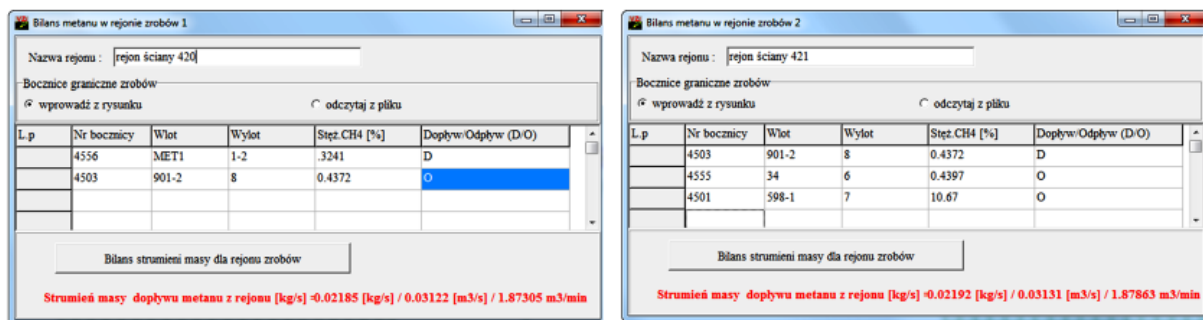 Bilans metanu w rejonie zrobów 1
Nazwa rejonu : rejon ściany 420
Bocznice graniczne zrobów
wprowadź z rysunku odczytaj z pliku
L.p Nr bocznicy Wlot Wylot Stęż.CH4 [%] Dopływ/Odpływ (D/O)
4556 MET1 1-2 .3241 D
4503 901-2 8 0.4372 O
Bilans strumieni masy dla rejonu zrobów
Strumień masy dopływu metanu z rejonu [kg/s] =0.02185 [kg/s] / 0.03122 [m3/s] / 1.87305 m3/min
Bilans metanu w rejonie zrobów 2
Nazwa rejonu : rejon ściany 421
Bocznice graniczne zrobów
wprowadź z rysunku odczytaj z pliku
L.p Nr bocznicy Wlot Wylot Stęż.CH4 [%] Dopływ/Odpływ (D/O)
4503 901-2 8 0.4372 D
4555 34 6 0.4397 O
4501 598-1 7 10.67 O
Bilans strumieni masy dla rejonu zrobów
Strumień masy dopływu metanu z rejonu [kg/s] =0.02192 [kg/s] / 0.03131 [m3/s] / 1.87863 m3/min